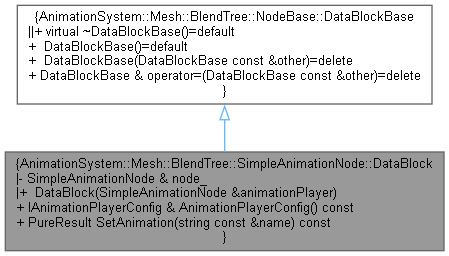 {AnimationSystem::Mesh::BlendTree::NodeBase::DataBlockBase
||+ virtual ~DataBlockBase()=default
+  DataBlockBase()=default
+  DataBlockBase(DataBlockBase const &other)=delete
+ DataBlockBase & operator=(DataBlockBase const &other)=delete
}
{AnimationSystem::Mesh::BlendTree::SimpleAnimationNode::DataBlock
|- SimpleAnimationNode & node_
|+  DataBlock(SimpleAnimationNode &animationPlayer)
+ IAnimationPlayerConfig & AnimationPlayerConfig() const
+ PureResult SetAnimation(string const &name) const
}